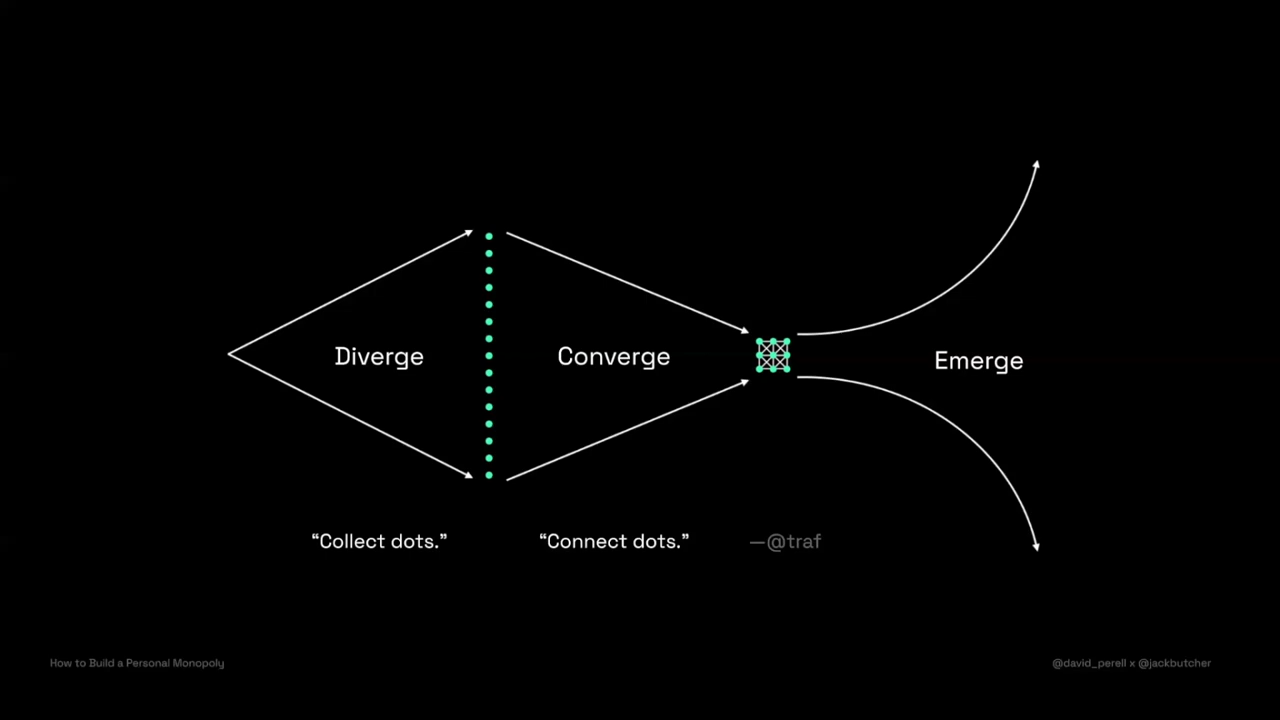 Diverge
Converge
Emerge
“Collect dots.”
“Connect dots.”
—@traf
How to Build a Personal Monopoly
@david_perell x @jackbutcher